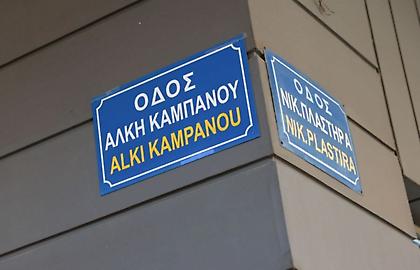 ΟΔΟΣ
ΑΛΚΗ ΚΑΜΠΑΝΟΥ
ALKI KAMPANOU
ΟΔΟΣ
ΝΙΚ.ΠΛΑΣΤΗΡΑ
NIK.PLASTIRA